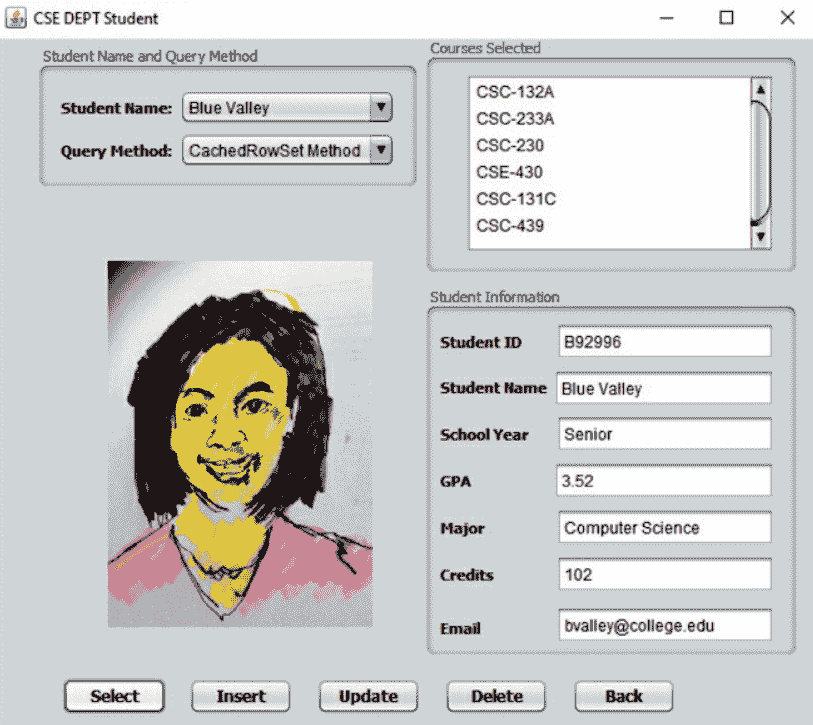 CSE DEPT Student
Student Name and Query Method
Student Name: Blue Valley
Query Method: CachedRowSet Method
Courses Selected
CSC-132A
CSC-233A
CSC-230
CSE-430
CSC-131C
CSC-439
Student Information
Student ID B92996
Student Name Blue Valley
School Year Senior
GPA 3.52
Major Computer Science
Credits 102
Email bvalley@college.edu
Select Insert Update Delete Back